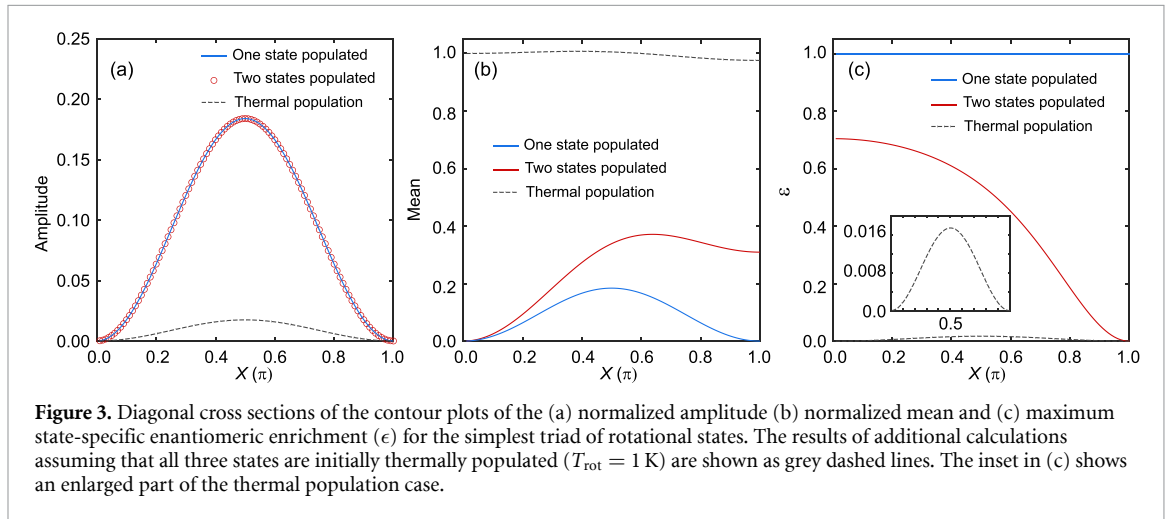 0.25
0.20
0.15
0.10
0.05
0.00
Amplitude
(a)
One state populated
Two states populated
Thermal population
0.0 0.2 0.4 0.6 0.8 1.0
X (π)
1.0
0.8
0.6
0.4
0.2
0.0
Mean
(b)
One state populated
Two states populated
Thermal population
0.0 0.2 0.4 0.6 0.8 1.0
X (π)
1.0
0.8
0.6
0.4
0.2
0.0
ε
(c)
One state populated
Two states populated
Thermal population
0.016
0.008
0.0
0.5
0.0 0.2 0.4 0.6 0.8 1.0
X (π)
Figure 3. Diagonal cross sections of the contour plots of the (a) normalized amplitude (b) normalized mean and (c) maximum
state-specific enantiomeric enrichment (ϵ) for the simplest triad of rotational states. The results of additional calculations
assuming that all three states are initially thermally populated (Trot = 1 K) are shown as grey dashed lines. The inset in (c) shows
an enlarged part of the thermal population case.